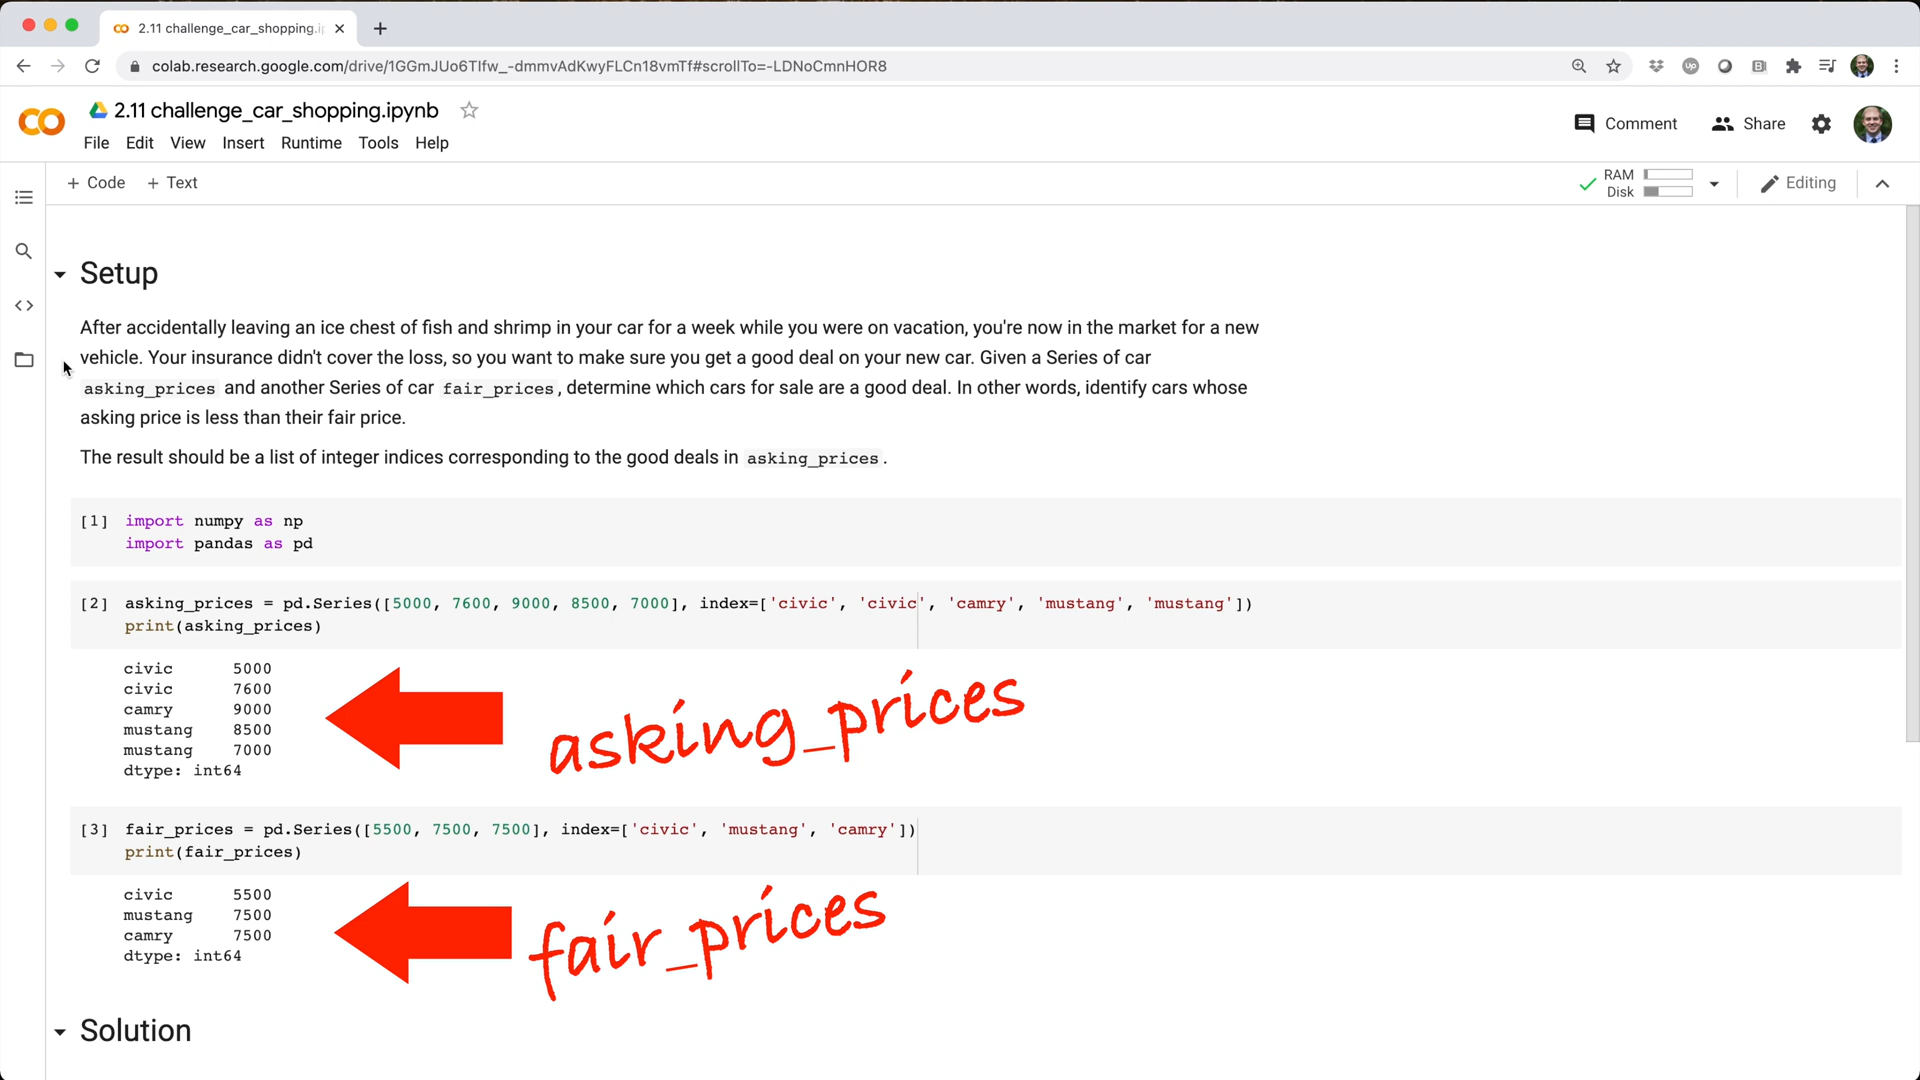 2.11 challenge_car_shopping.i
colab.research.google.com/drive/1GGmJUo6TIfw_-dmmvAdKwyFLCn18vmTf#scrollTo=-LDNoCmnHOR8
2.11 challenge_car_shopping.ipynb
File Edit View Insert Runtime Tools Help
Comment Share
+ Code + Text
RAM
Disk
Editing
Setup
After accidentally leaving an ice chest of fish and shrimp in your car for a week while you were on vacation, you're now in the market for a new
vehicle. Your insurance didn't cover the loss, so you want to make sure you get a good deal on your new car. Given a Series of car
asking_prices and another Series of car fair_prices, determine which cars for sale are a good deal. In other words, identify cars whose
asking price is less than their fair price.
The result should be a list of integer indices corresponding to the good deals in asking_prices.
[1] import numpy as np
import pandas as pd
[2] asking_prices = pd.Series([5000, 7600, 9000, 8500, 7000], index=['civic', 'civic', 'camry', 'mustang', 'mustang'])
print(asking_prices)
civic 5000
civic 7600
camry 9000
mustang 8500
mustang 7000
dtype: int64
asking_prices
[3] fair_prices = pd.Series([5500, 7500, 7500], index=['civic', 'mustang', 'camry'])
print(fair_prices)
civic 5500
mustang 7500
camry 7500
dtype: int64
fair_prices
Solution